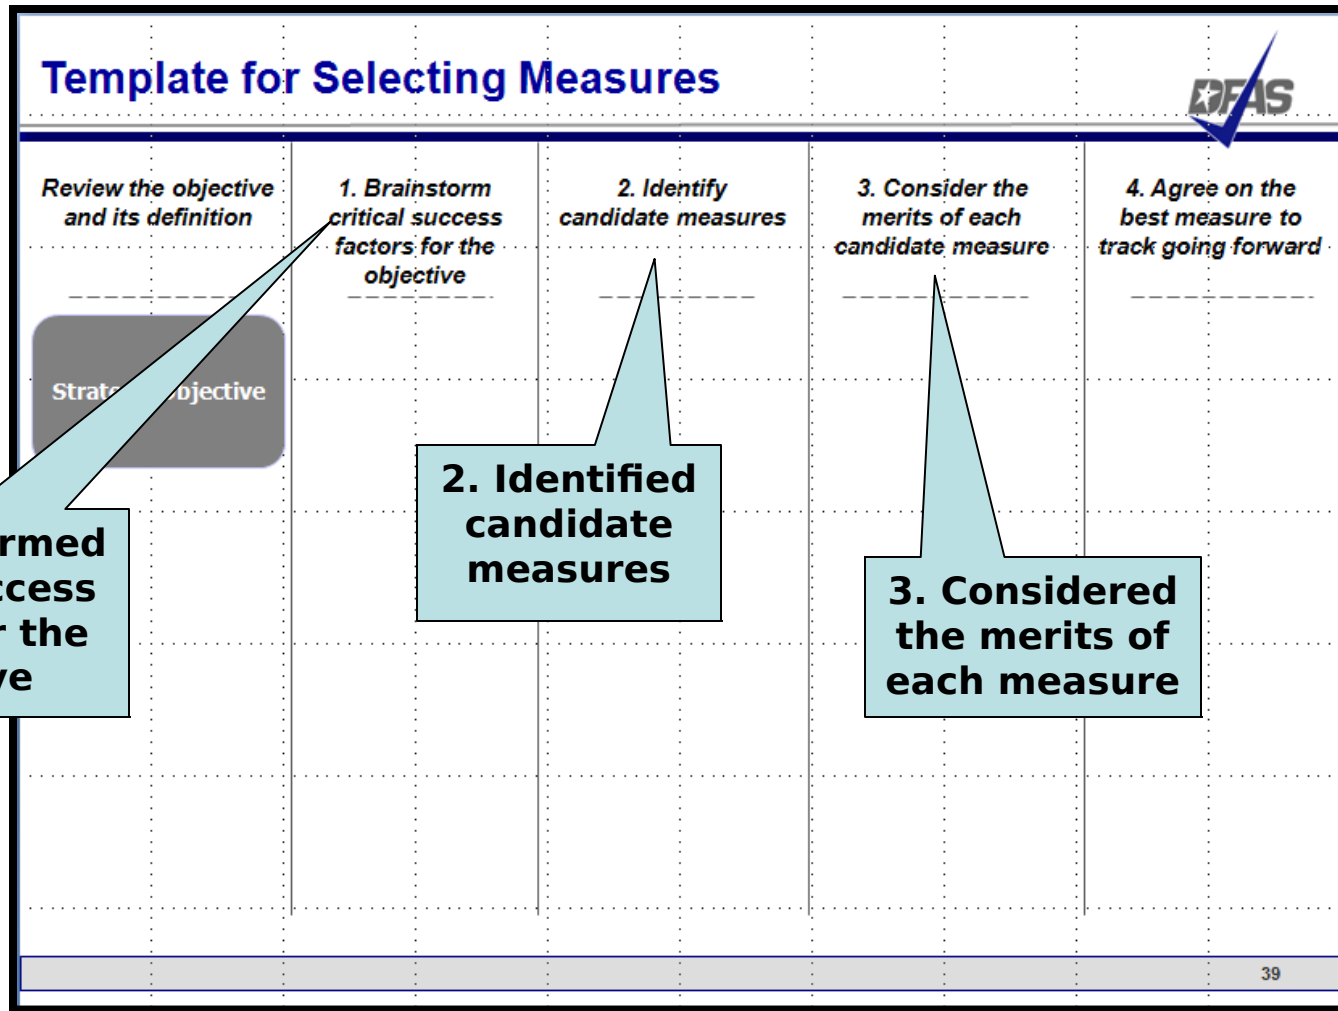 Template for Selecting Measures
DFAS
Review the objective
and its definition
1. Brainstorm
critical success
factors for the
objective
2. Identify
candidate measures
3. Consider the
merits of each
candidate measure
4. Agree on the
best measure to
track going forward
2. Identified
candidate
measures
the
3. Considered
the merits of
each measure
39